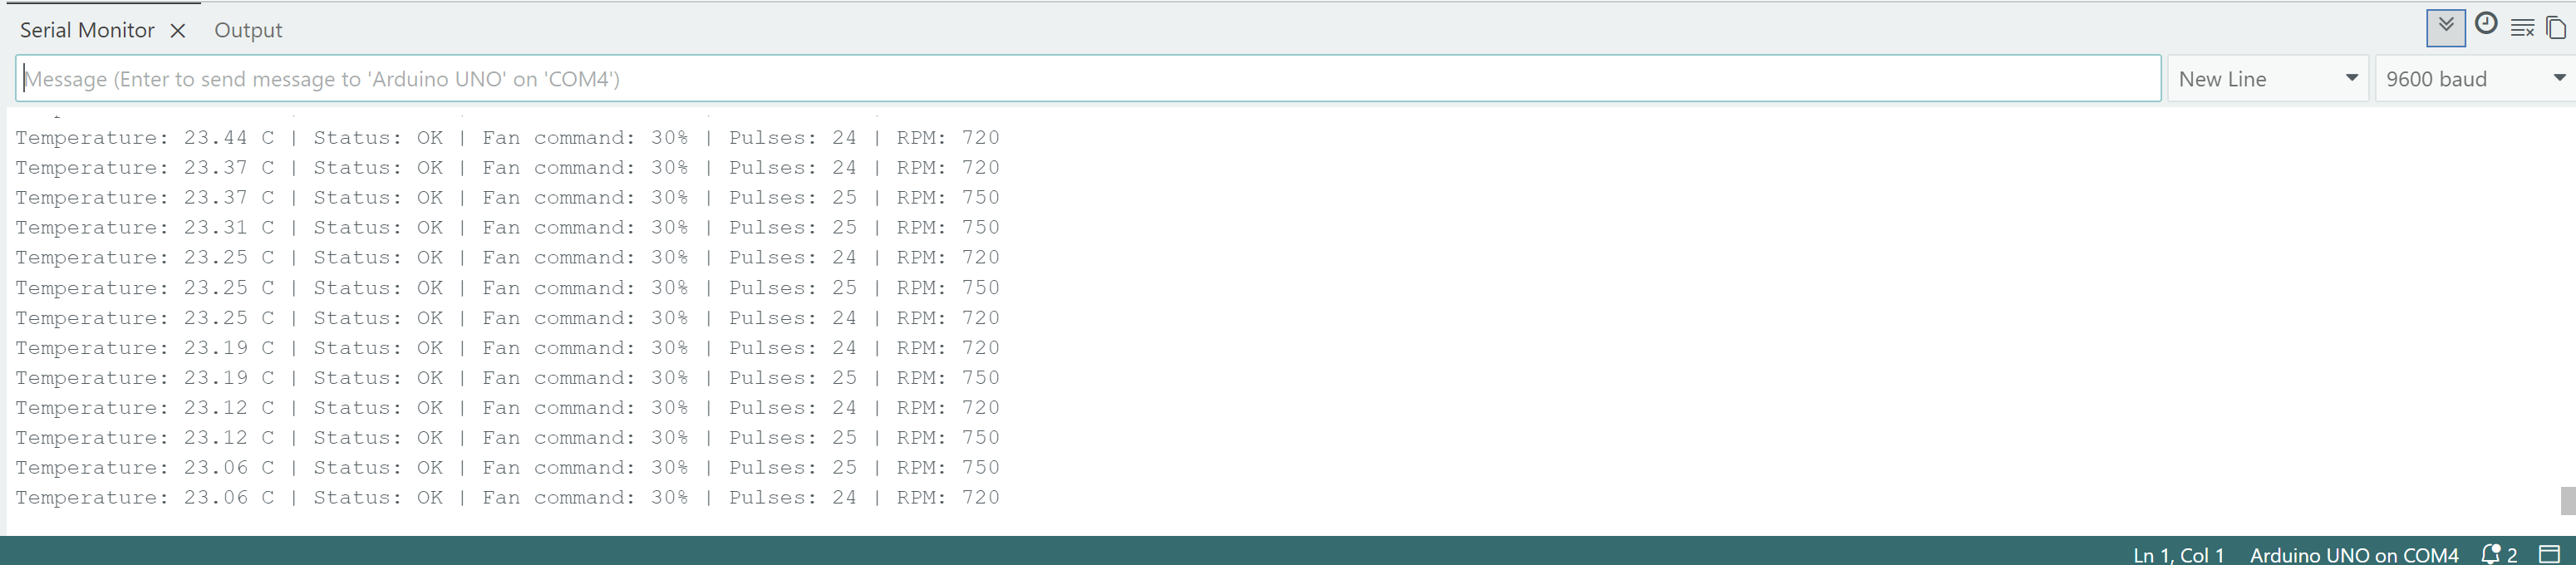 Serial Monitor Output
Message (Enter to send message to 'Arduino UNO' on 'COM4')
New Line
9600 baud
Temperature: 23.44 C | Status: OK | Fan command: 30% | Pulses: 24 | RPM: 720
Temperature: 23.37 C | Status: OK | Fan command: 30% | Pulses: 24 | RPM: 720
Temperature: 23.37 C | Status: OK | Fan command: 30% | Pulses: 25 | RPM: 750
Temperature: 23.31 C | Status: OK | Fan command: 30% | Pulses: 25 | RPM: 750
Temperature: 23.25 C | Status: OK | Fan command: 30% | Pulses: 24 | RPM: 720
Temperature: 23.25 C | Status: OK | Fan command: 30% | Pulses: 25 | RPM: 750
Temperature: 23.25 C | Status: OK | Fan command: 30% | Pulses: 24 | RPM: 720
Temperature: 23.19 C | Status: OK | Fan command: 30% | Pulses: 24 | RPM: 720
Temperature: 23.19 C | Status: OK | Fan command: 30% | Pulses: 25 | RPM: 750
Temperature: 23.12 C | Status: OK | Fan command: 30% | Pulses: 24 | RPM: 720
Temperature: 23.12 C | Status: OK | Fan command: 30% | Pulses: 25 | RPM: 750
Temperature: 23.06 C | Status: OK | Fan command: 30% | Pulses: 25 | RPM: 750
Temperature: 23.06 C | Status: OK | Fan command: 30% | Pulses: 24 | RPM: 720
Ln 1, Col 1 Arduino UNO on COM4 2